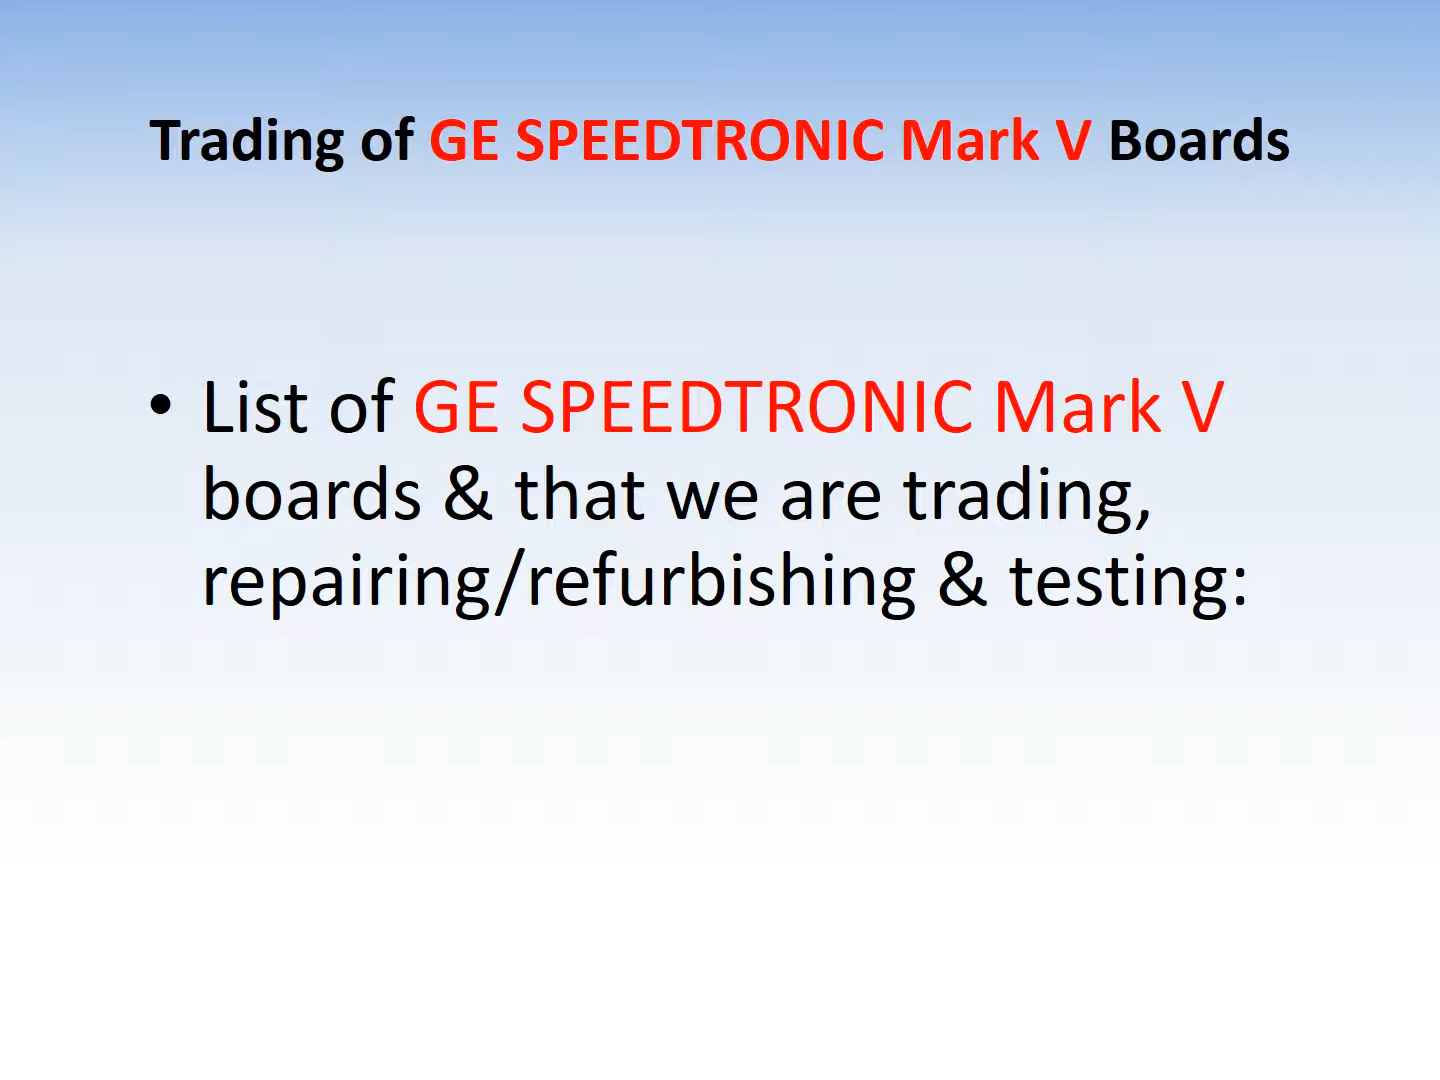 Trading of GE SPEEDTRONIC Mark V Boards
• List of GE SPEEDTRONIC Mark V
boards & that we are trading,
repairing/refurbishing & testing: